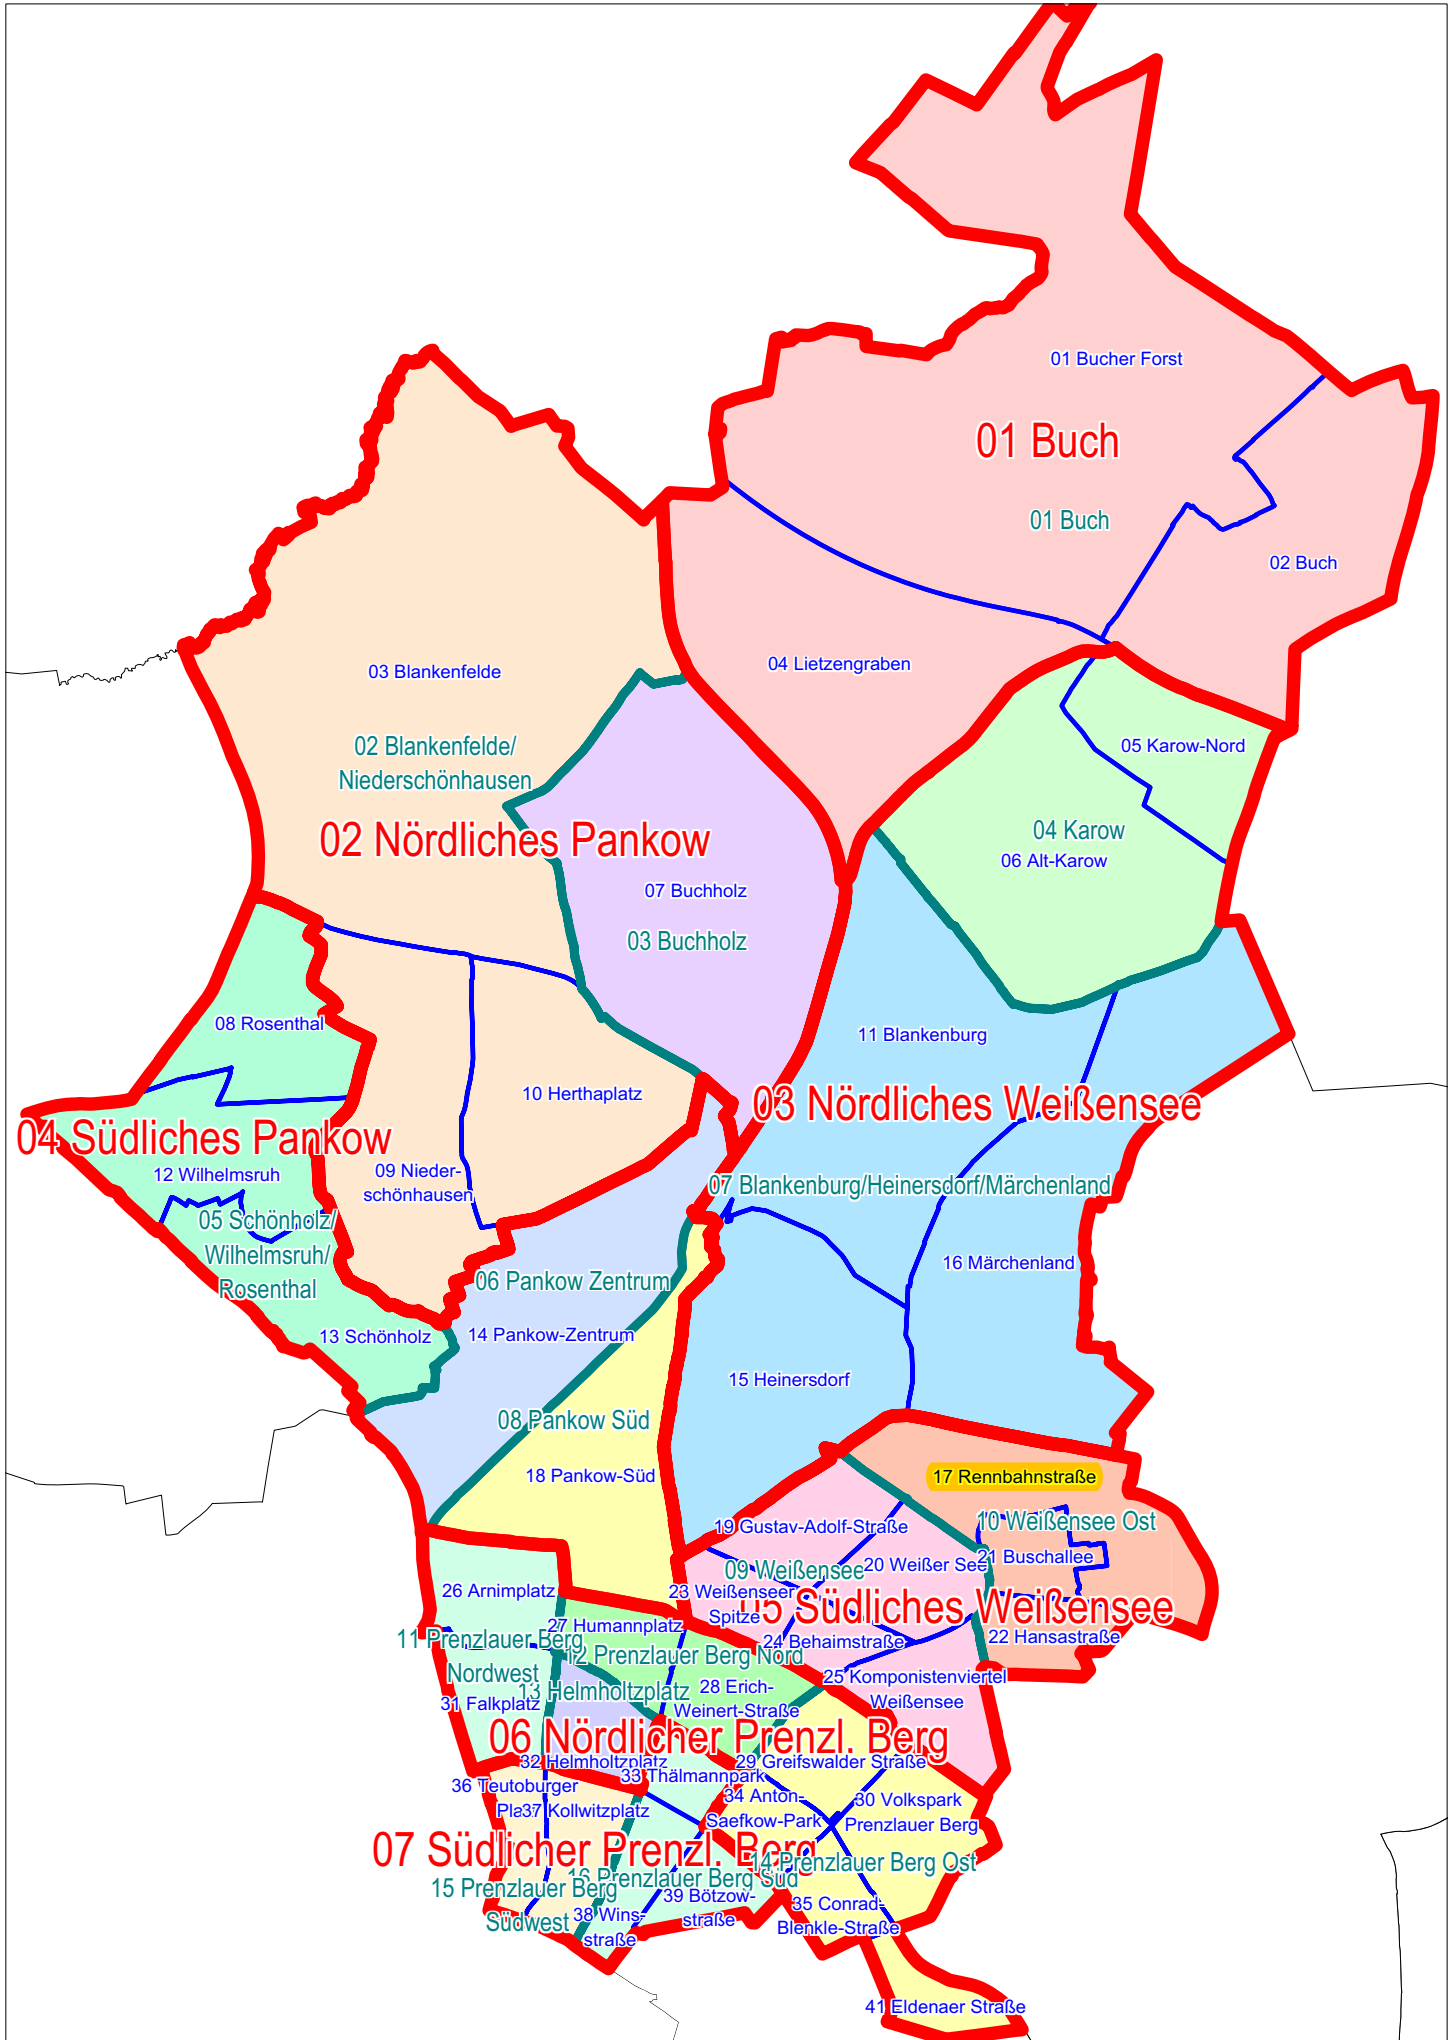 01 Bucher Forst
01 Buch
01 Buch
02 Buch
04 Lietzengraben
03 Blankenfelde
02 Blankenfelde/
Niederschönhausen
02 Nördliches Pankow
05 Karow-Nord
04 Karow
06 Alt-Karow
07 Buchholz
03 Buchholz
08 Rosenthal
11 Blankenburg
10 Herthaplatz
03 Nördliches Weißensee
04 Südliches Pankow
12 Wilhelmsruh
09 Nieder-
schönhausen
07 Blankenburg/Heinersdorf/Märchenland
05 Schönholz/
Wilhelmsruh/
Rosenthal
16 Märchenland
06 Pankow Zentrum
13 Schönholz
14 Pankow-Zentrum
15 Heinersdorf
08 Pankow Süd
18 Pankow-Süd
17 Rennbahnstraße
19 Gustav-Adolf-Straße
10 Weißensee Ost
20 Weißer See
21 Buschallee
09 Weißensee
26 Arnimplatz
23 Weißenseer
Spitze
05 Südliches Weißensee
27 Humannplatz
24 Behaimstraße
22 Hansastraße
11 Prenzlauer Berg
Nordwest
12 Prenzlauer Berg Nord
25 Komponistenviertel
Weißensee
13 Helmholtzplatz
28 Erich-
Weinert-Straße
31 Falkplatz
06 Nördlicher Prenzl. Berg
32 Helmholtzplatz
29 Greifswalder Straße
33 Thälmannpark
36 Teutoburger
Platz
37 Kollwitzplatz
34 Anton-
Saefkow-Park
30 Volkspark
Prenzlauer Berg
07 Südlicher Prenzl. Berg
14 Prenzlauer Berg Ost
16 Prenzlauer Berg Süd
15 Prenzlauer Berg
Südwest
39 Bötzow-
straße
38 Wins-
straße
35 Conrad-
Blenkle-Straße
41 Eldenaer Straße